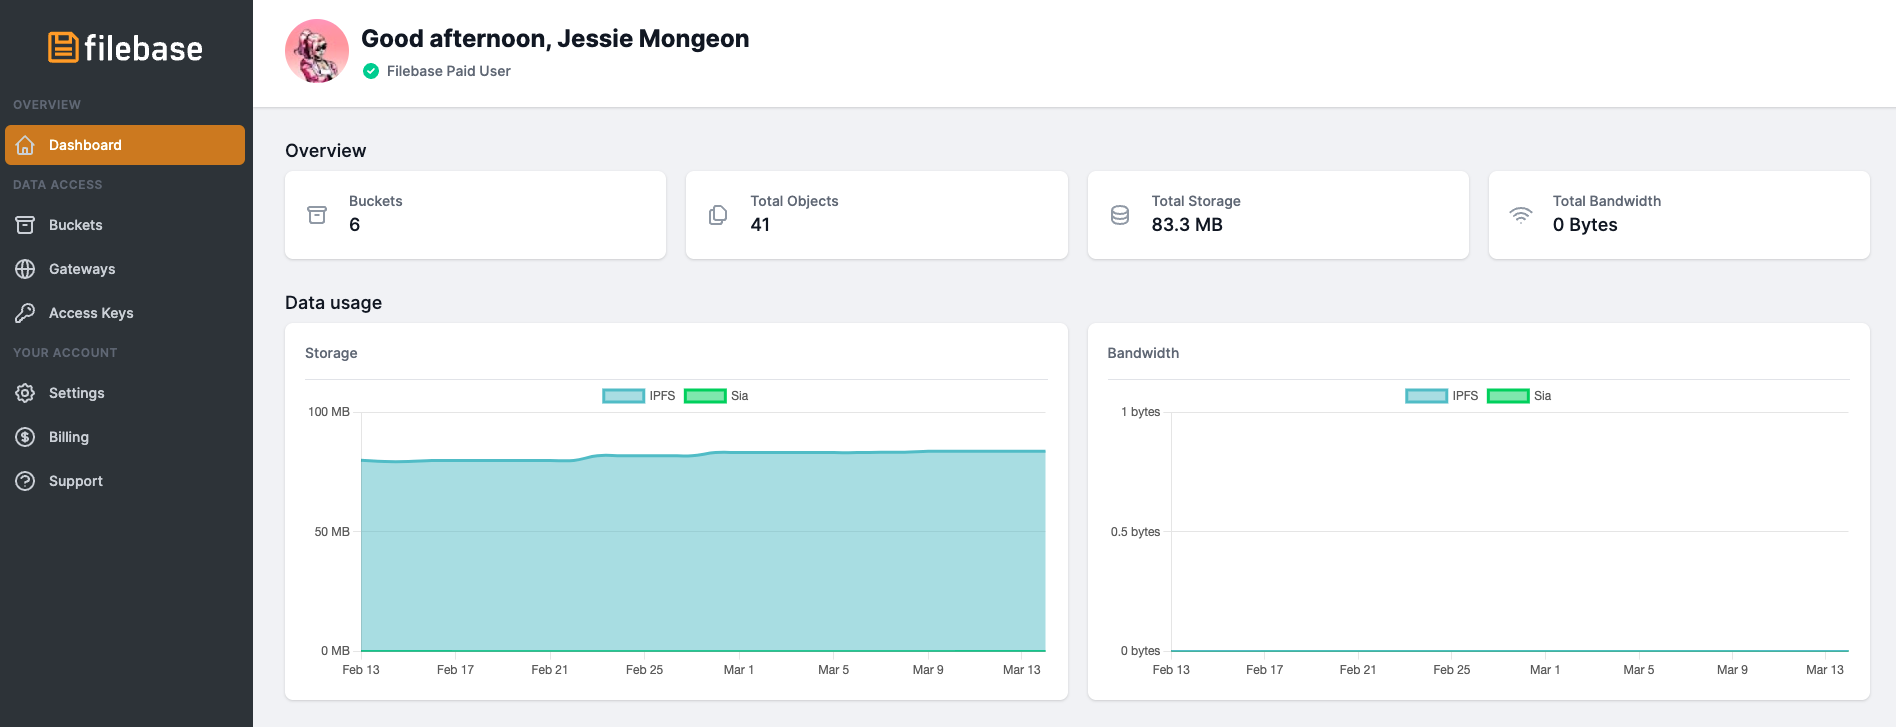 filebase
OVERVIEW
Dashboard
DATA ACCESS
Buckets
Gateways
Access Keys
YOUR ACCOUNT
Settings
Billing
Support
Good afternoon, Jessie Mongeon
Filebase Paid User
Overview
Buckets
6
Total Objects
41
Total Storage
83.3 MB
Total Bandwidth
0 Bytes
Data usage
Storage
IPFS Sia
100 MB
50 MB
0 MB
Feb 13 Feb 17 Feb 21 Feb 25 Mar 1 Mar 5 Mar 9 Mar 13
Bandwidth
IPFS Sia
1 bytes
0.5 bytes
0 bytes
Feb 13 Feb 17 Feb 21 Feb 25 Mar 1 Mar 5 Mar 9 Mar 13